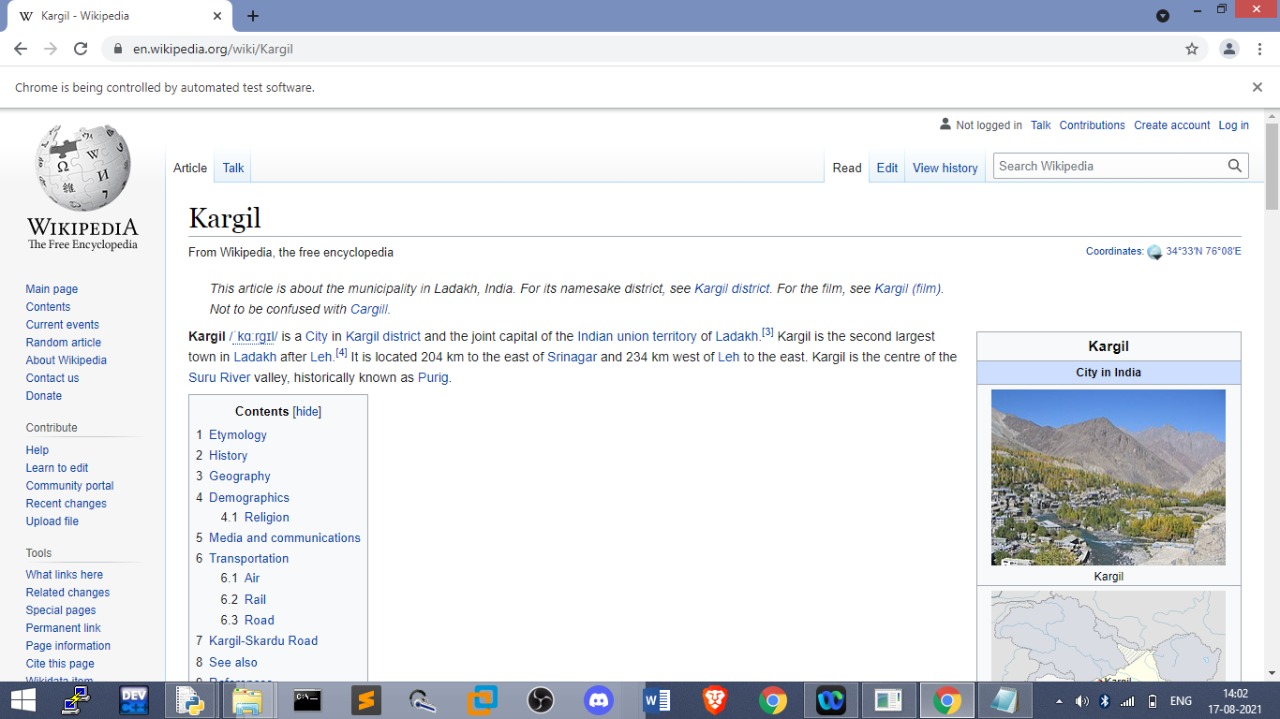 Kargil - Wikipedia
en.wikipedia.org/wiki/Kargil
Chrome is being controlled by automated test software.
WIKIPEDIA
The Free Encyclopedia
Not logged in Talk Contributions Create account Log in
Article Talk Read Edit View history Search Wikipedia
Kargil
From Wikipedia, the free encyclopedia
Coordinates: 34°33′N 76°08′E
This article is about the municipality in Ladakh, India. For its namesake district, see Kargil district. For the film, see Kargil (film).
Not to be confused with Cargill.
Kargil /ˈkɑːrɡɪl/ is a City in Kargil district and the joint capital of the Indian union territory of Ladakh.[3] Kargil is the second largest
town in Ladakh after Leh.[4] It is located 204 km to the east of Srinagar and 234 km west of Leh to the east. Kargil is the centre of the
Suru River valley, historically known as Purig.
Contents [hide]
1 Etymology
2 History
3 Geography
4 Demographics
4.1 Religion
5 Media and communications
6 Transportation
6.1 Air
6.2 Rail
6.3 Road
7 Kargil-Skardu Road
8 See also
9 References
Kargil
City in India
Kargil
Kargil
Main page
Contents
Current events
Random article
About Wikipedia
Contact us
Donate
Contribute
Help
Learn to edit
Community portal
Recent changes
Upload file
Tools
What links here
Related changes
Special pages
Permanent link
Page information
Cite this page
Wikidata item
DEV
ENG
14:02
17-08-2021